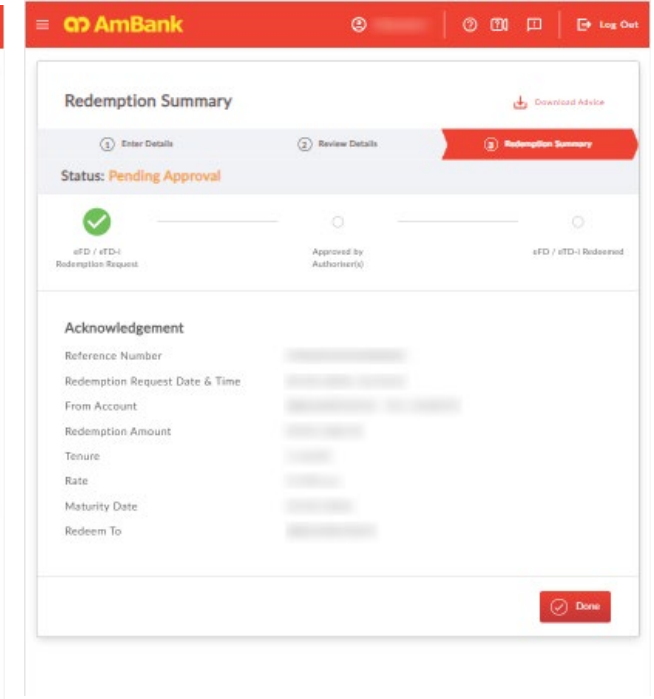 AmBank
Log Out
Redemption Summary
Download Advice
1 Enter Details
2 Review Details
3 Redemption Summary
Status: Pending Approval
eFD / eTD-i
Redemption Request
Approved by
Authoriser(s)
eFD / eTD-i Redeemed
Acknowledgement
Reference Number
Redemption Request Date & Time
From Account
Redemption Amount
Tenure
Rate
Maturity Date
Redeem To
Done